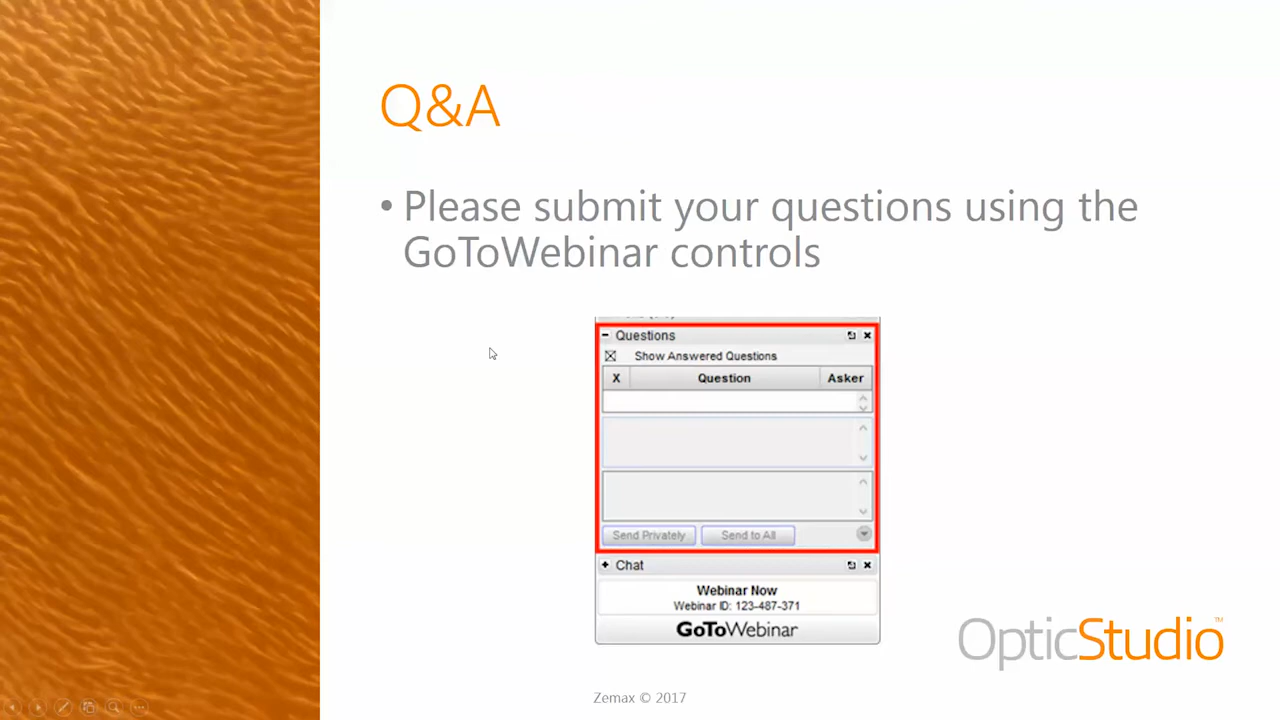 Q&A
• Please submit your questions using the
GoToWebinar controls
Questions
Show Answered Questions
X Question Asker
Send Privately Send to All
Chat
Webinar Now
Webinar ID: 123-487-371
GoToWebinar
OpticStudio™
Zemax © 2017